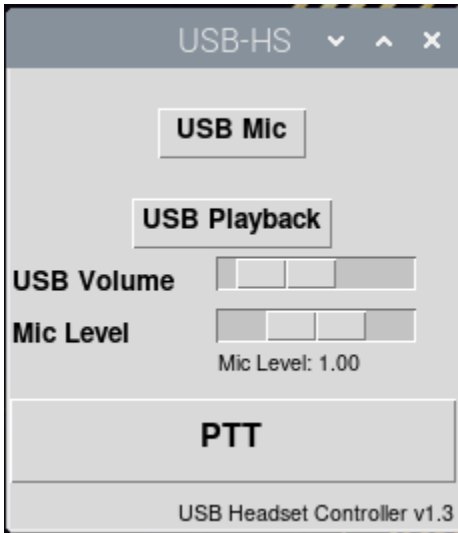 USB-HS
USB Mic
USB Playback
USB Volume
Mic Level
Mic Level: 1.00
PTT
USB Headset Controller v1.3